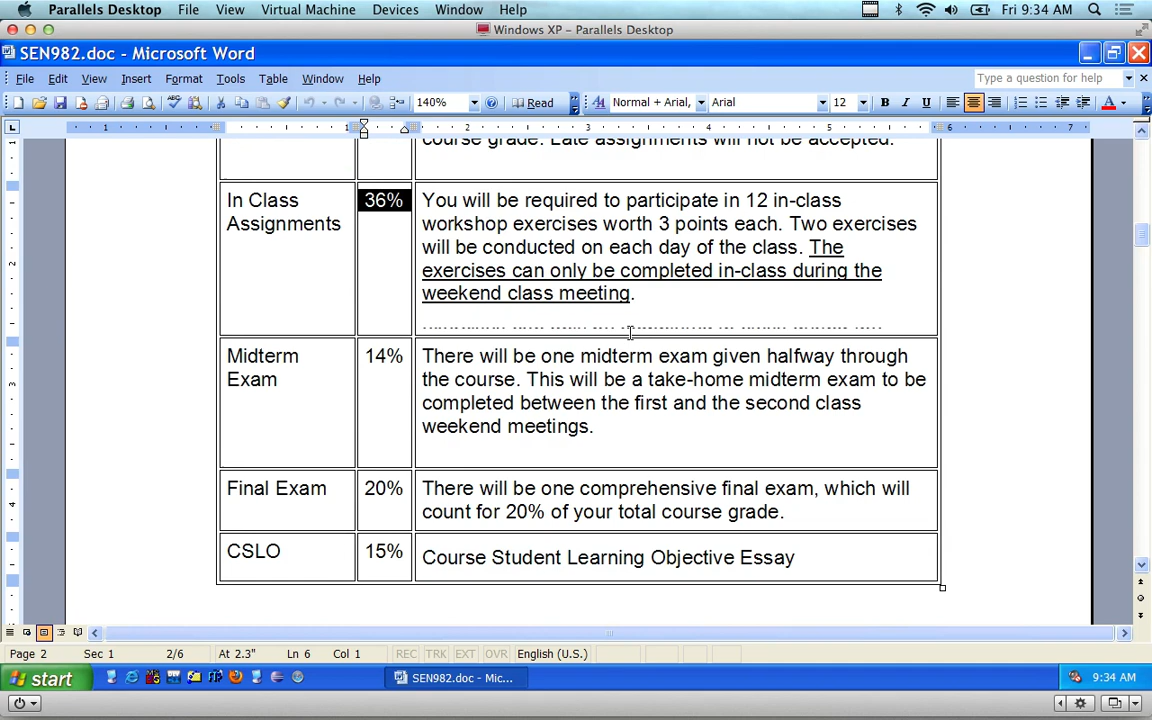 Parallels Desktop File View Virtual Machine Devices Window Help Fri 9:34 AM
Windows XP – Parallels Desktop
SEN982.doc - Microsoft Word
File Edit View Insert Format Tools Table Window Help Type a question for help
140% Read Normal + Arial, Arial 12 B I U A
1 1 2 3 4 5 6 7
course grade. Late assignments will not be accepted.
In Class
Assignments
36%
You will be required to participate in 12 in-class
workshop exercises worth 3 points each. Two exercises
will be conducted on each day of the class. The
exercises can only be completed in-class during the
weekend class meeting.
Midterm
Exam
14%
There will be one midterm exam given halfway through
the course. This will be a take-home midterm exam to be
completed between the first and the second class
weekend meetings.
Final Exam
20%
There will be one comprehensive final exam, which will
count for 20% of your total course grade.
CSLO
15%
Course Student Learning Objective Essay
Page 2 Sec 1 2/6 At 2.3" Ln 6 Col 1 REC TRK EXT OVR English (U.S.)
start SEN982.doc - Mic... 9:34 AM